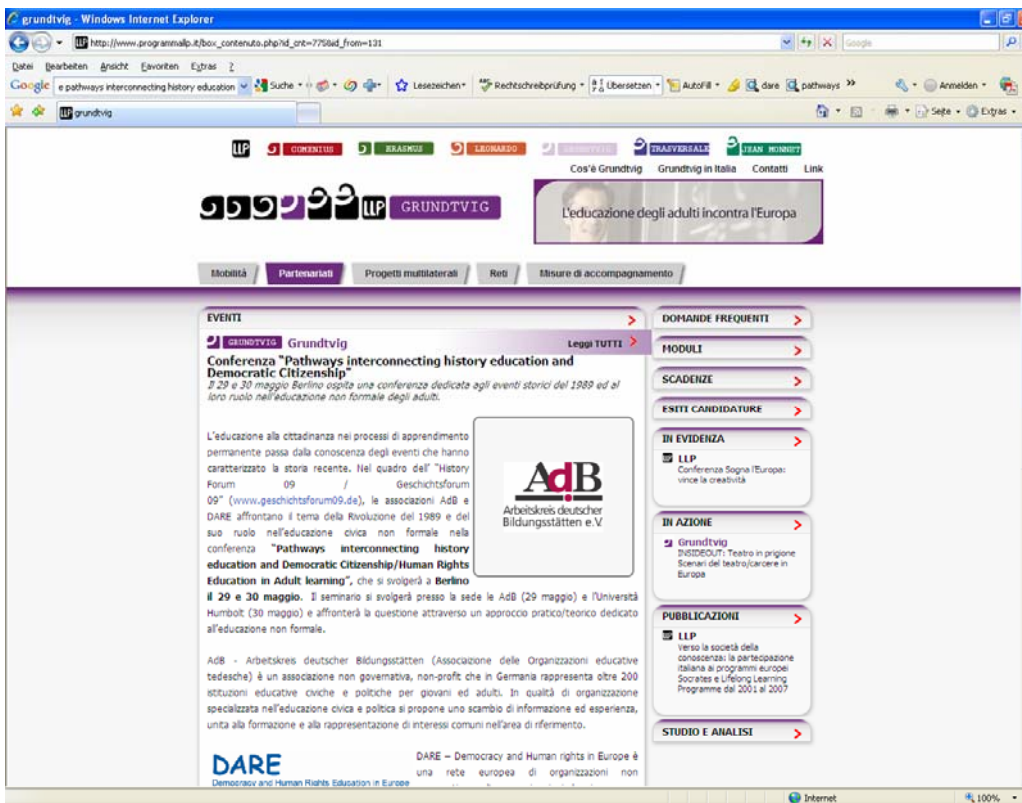 grundtvig - Windows Internet Explorer
http://www.programmallp.it/box_contenuto.php?id_cnt=775&id_from=131
Google
Datei Bearbeiten Ansicht Favoriten Extras ?
Google e pathways interconnecting history education Suche Lesezeichen Rechtschreibprüfung Übersetzen AutoFill dare pathways Anmelden
grundtvig
Seite Extras
LLP COMENIUS ERASMUS LEONARDO GRUNDTVIG TRASVERSALE JEAN MONNET
Cos'è Grundtvig Grundtvig in Italia Contatti Link
LLP GRUNDTVIG
L'educazione degli adulti incontra l'Europa
Mobilità Partenariati Progetti multilaterali Reti Misure di accompagnamento
EVENTI
GRUNDTVIG Grundtvig Leggi TUTTI
Conferenza "Pathways interconnecting history education and
Democratic Citizenship"
Il 29 e 30 maggio Berlino ospita una conferenza dedicata agli eventi storici del 1989 ed al
loro ruolo nell'educazione non formale degli adulti.
L'educazione alla cittadinanza nei processi di apprendimento
permanente passa dalla conoscenza degli eventi che hanno
caratterizzato la storia recente. Nel quadro dell' "History
Forum 09 / Geschichtsforum
09" (www.geschichtsforum09.de), le associazioni AdB e
DARE affrontano il tema della Rivoluzione del 1989 e del
suo ruolo nell'educazione civica non formale nella
conferenza "Pathways interconnecting history
education and Democratic Citizenship/Human Rights
Education in Adult learning", che si svolgerà a Berlino
il 29 e 30 maggio. Il seminario si svolgerà presso la sede le AdB (29 maggio) e l'Università
Humbolt (30 maggio) e affronterà la questione attraverso un approccio pratico/teorico dedicato
all'educazione non formale.
AdB
Arbeitskreis deutscher
Bildungsstätten e.V.
AdB - Arbeitskreis deutscher Bildungsstätten (Associazione delle Organizzazioni educative
tedesche) è un associazione non governativa, non-profit che in Germania rappresenta oltre 200
istituzioni educative civiche e politiche per giovani ed adulti. In qualità di organizzazione
specializzata nell'educazione civica e politica si propone uno scambio di informazione ed esperienza,
unita alla formazione e alla rappresentazione di interessi comuni nell'area di riferimento.
DARE
Democracy and Human Rights Education in Europe
DARE – Democracy and Human rights in Europe è
una rete europea di organizzazioni non
DOMANDE FREQUENTI
MODULI
SCADENZE
ESITI CANDIDATURE
IN EVIDENZA
LLP
Conferenza Sogna l'Europa:
vince la creatività
IN AZIONE
Grundtvig
INSIDEOUT: Teatro in prigione
Scenari del teatro/carcere in
Europa
PUBBLICAZIONI
LLP
Verso la società della
conoscenza: la partecipazione
italiana ai programmi europei
Socrates e Lifelong Learning
Programme dal 2001 al 2007
STUDIO E ANALISI
Internet
100%